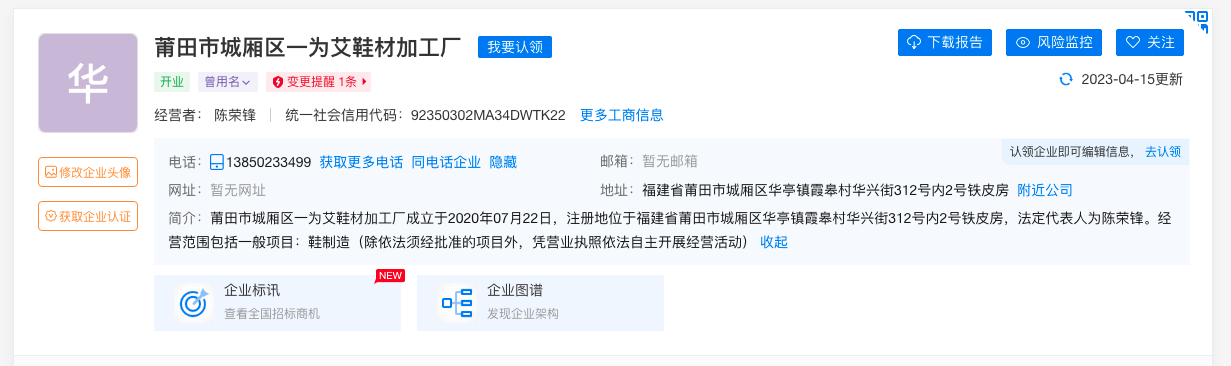 华
莆田市城厢区一为艾鞋材加工厂 我要认领
下载报告 风险监控 关注
开业 曾用名 变更提醒 1条
2023-04-15更新
经营者： 陈荣锋 统一社会信用代码：92350302MA34DWTK22 更多工商信息
认领企业即可编辑信息， 去认领
电话：13850233499 获取更多电话 同电话企业 隐藏 邮箱：暂无邮箱
修改企业头像
网址：暂无网址 地址：福建省莆田市城厢区华亭镇霞皋村华兴街312号内2号铁皮房 附近公司
获取企业认证
简介：莆田市城厢区一为艾鞋材加工厂成立于2020年07月22日，注册地位于福建省莆田市城厢区华亭镇霞皋村华兴街312号内2号铁皮房，法定代表人为陈荣锋。经
营范围包括一般项目：鞋制造（除依法须经批准的项目外，凭营业执照依法自主开展经营活动） 收起
NEW
企业标讯 企业图谱
查看全国招标商机 发现企业架构